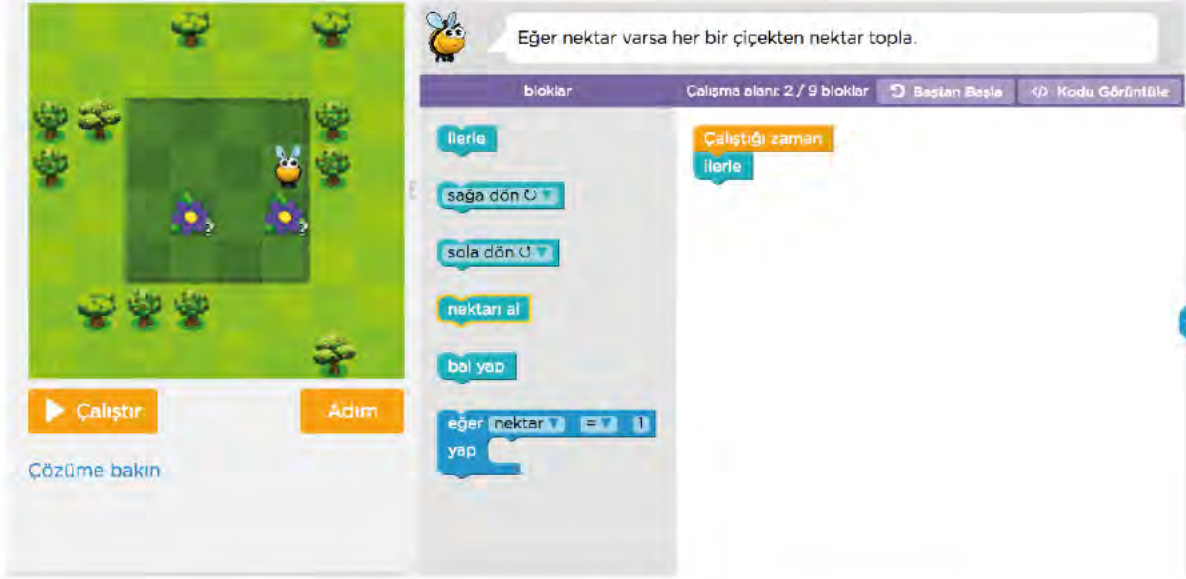 Eğer nektar varsa her bir çiçekten nektar topla.
bloklar
Çalışma alanı: 2 / 9 bloklar
Baştan Başla
</> Kodu Görüntüle
ilerle
sağa dön ↻
sola dön ↺
nektarı al
bal yap
eğer nektar = 1
yap
Çalıştığı zaman
ilerle
?
?
Çalıştır
Adım
Çözüme bakın